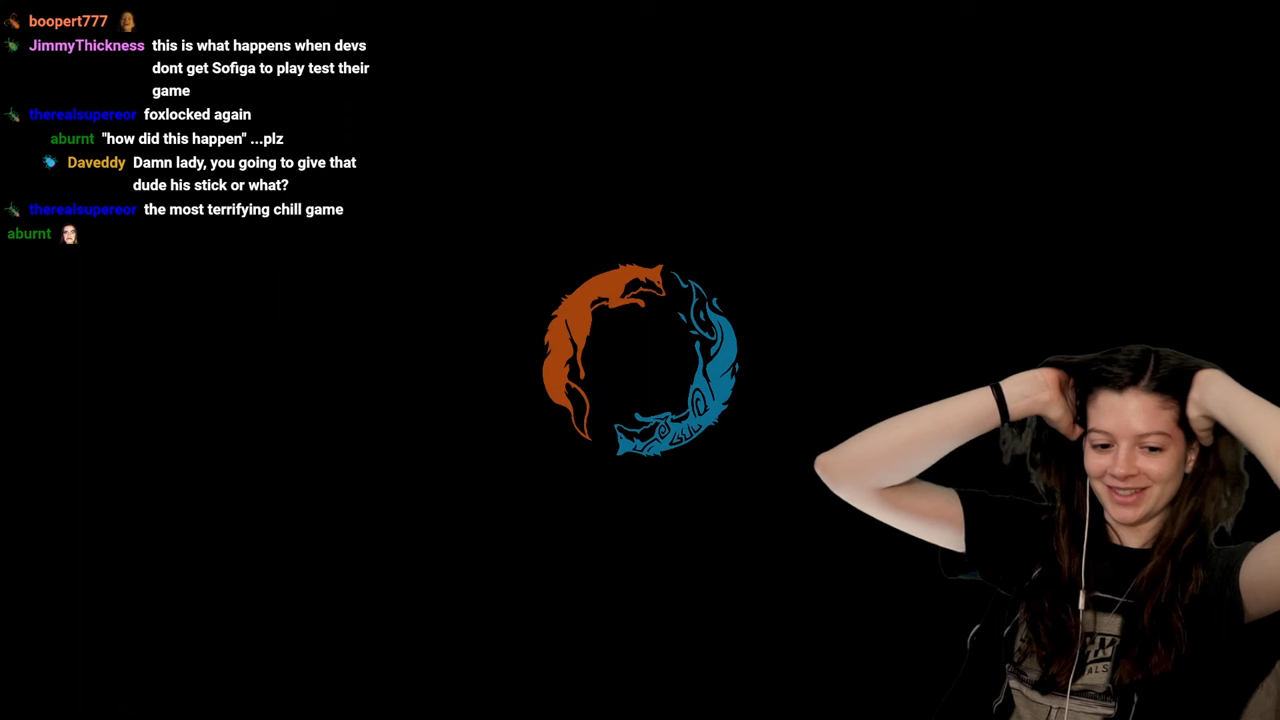 boopert777
JimmyThickness this is what happens when devs
dont get Sofiga to play test their
game
therealsupereor foxlocked again
aburnt "how did this happen" ...plz
Daveddy Damn lady, you going to give that
dude his stick or what?
therealsupereor the most terrifying chill game
aburnt